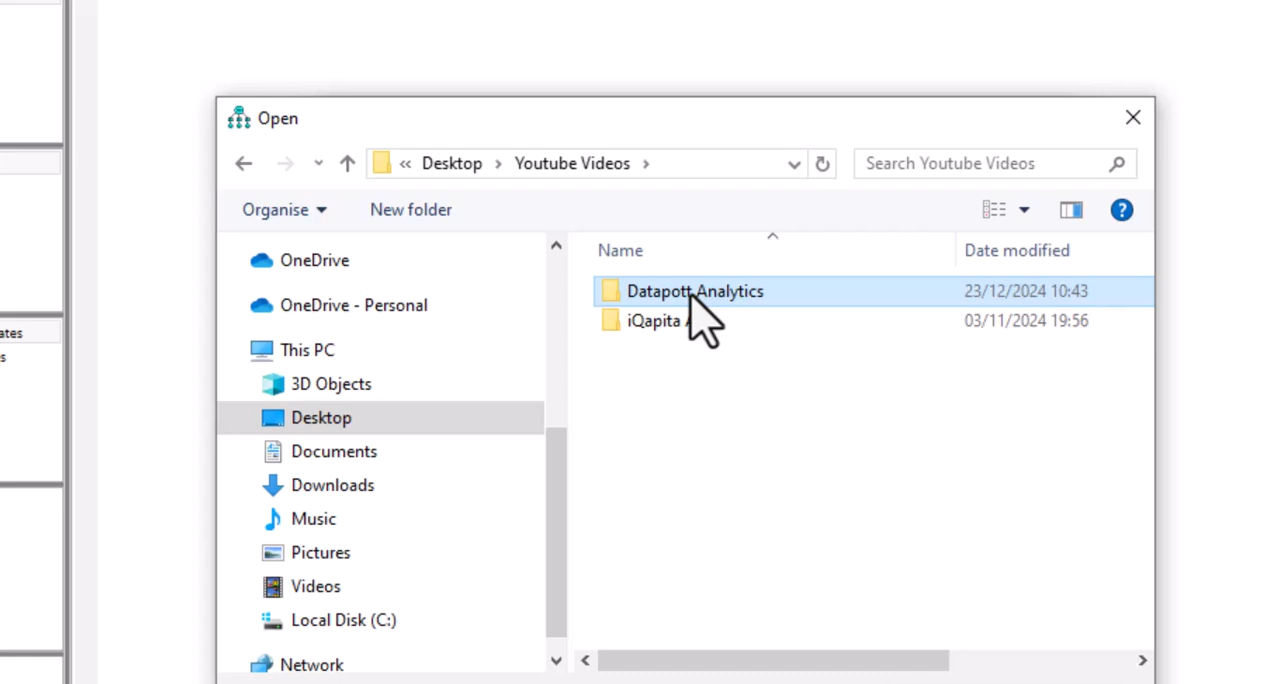 Open
« Desktop › Youtube Videos ›
Search Youtube Videos
Organise
New folder
?
Name
Date modified
OneDrive
OneDrive - Personal
This PC
3D Objects
Desktop
Documents
Downloads
Music
Pictures
Videos
Local Disk (C:)
Network
Datapott Analytics
23/12/2024 10:43
iQapita
03/11/2024 19:56
ates
s